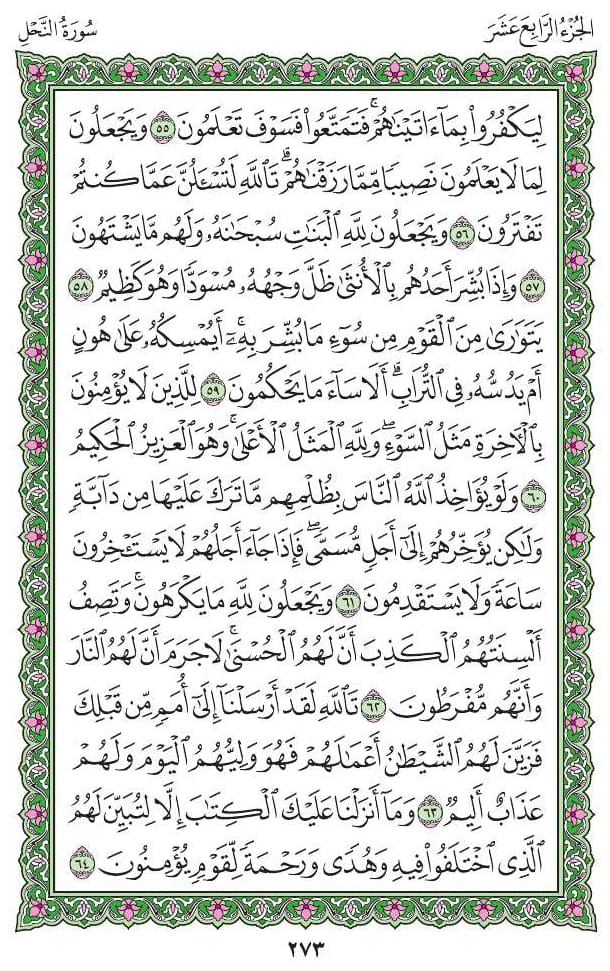 الجزء الرابع عشر
سورة النحل
لِيَكْفُرُوا۟ بِمَآ ءَاتَيْنَٰهُمْ ۚ فَتَمَتَّعُوا۟ فَسَوْفَ تَعْلَمُونَ ٥٥ وَيَجْعَلُونَ
لِمَا لَا يَعْلَمُونَ نَصِيبًا مِّمَّا رَزَقْنَٰهُمْ ۗ تَٱللَّهِ لَتُسْـَٔلُنَّ عَمَّا كُنتُمْ
تَفْتَرُونَ ٥٦ وَيَجْعَلُونَ لِلَّهِ ٱلْبَنَٰتِ سُبْحَٰنَهُۥ وَلَهُم مَّا يَشْتَهُونَ
٥٧ وَإِذَا بُشِّرَ أَحَدُهُم بِٱلْأُنثَىٰ ظَلَّ وَجْهُهُۥ مُسْوَدًّا وَهُوَ كَظِيمٌ ٥٨
يَتَوَٰرَىٰ مِنَ ٱلْقَوْمِ مِن سُوٓءِ مَا بُشِّرَ بِهِۦٓ ۚ أَيُمْسِكُهُۥ عَلَىٰ هُونٍ
أَمْ يَدُسُّهُۥ فِى ٱلتُّرَابِ ۗ أَلَا سَآءَ مَا يَحْكُمُونَ ٥٩ لِلَّذِينَ لَا يُؤْمِنُونَ
بِٱلْـَٔاخِرَةِ مَثَلُ ٱلسَّوْءِ ۖ وَلِلَّهِ ٱلْمَثَلُ ٱلْأَعْلَىٰ ۚ وَهُوَ ٱلْعَزِيزُ ٱلْحَكِيمُ
٦٠ وَلَوْ يُؤَاخِذُ ٱللَّهُ ٱلنَّاسَ بِظُلْمِهِم مَّا تَرَكَ عَلَيْهَا مِن دَآبَّةٍ
وَلَٰكِن يُؤَخِّرُهُمْ إِلَىٰٓ أَجَلٍ مُّسَمًّى ۖ فَإِذَا جَآءَ أَجَلُهُمْ لَا يَسْتَـْٔخِرُونَ
سَاعَةً وَلَا يَسْتَقْدِمُونَ ٦١ وَيَجْعَلُونَ لِلَّهِ مَا يَكْرَهُونَ ۚ وَتَصِفُ
أَلْسِنَتُهُمُ ٱلْكَذِبَ أَنَّ لَهُمُ ٱلْحُسْنَىٰ ۚ لَا جَرَمَ أَنَّ لَهُمُ ٱلنَّارَ
وَأَنَّهُم مُّفْرَطُونَ ٦٢ تَٱللَّهِ لَقَدْ أَرْسَلْنَآ إِلَىٰٓ أُمَمٍ مِّن قَبْلِكَ
فَزَيَّنَ لَهُمُ ٱلشَّيْطَٰنُ أَعْمَٰلَهُمْ فَهُوَ وَلِيُّهُمُ ٱلْيَوْمَ وَلَهُمْ
عَذَابٌ أَلِيمٌ ٦٣ وَمَآ أَنزَلْنَا عَلَيْكَ ٱلْكِتَٰبَ إِلَّا لِتُبَيِّنَ لَهُمُ
ٱلَّذِى ٱخْتَلَفُوا۟ فِيهِ وَهُدًى وَرَحْمَةً لِّقَوْمٍ يُؤْمِنُونَ ٦٤
٢٧٣